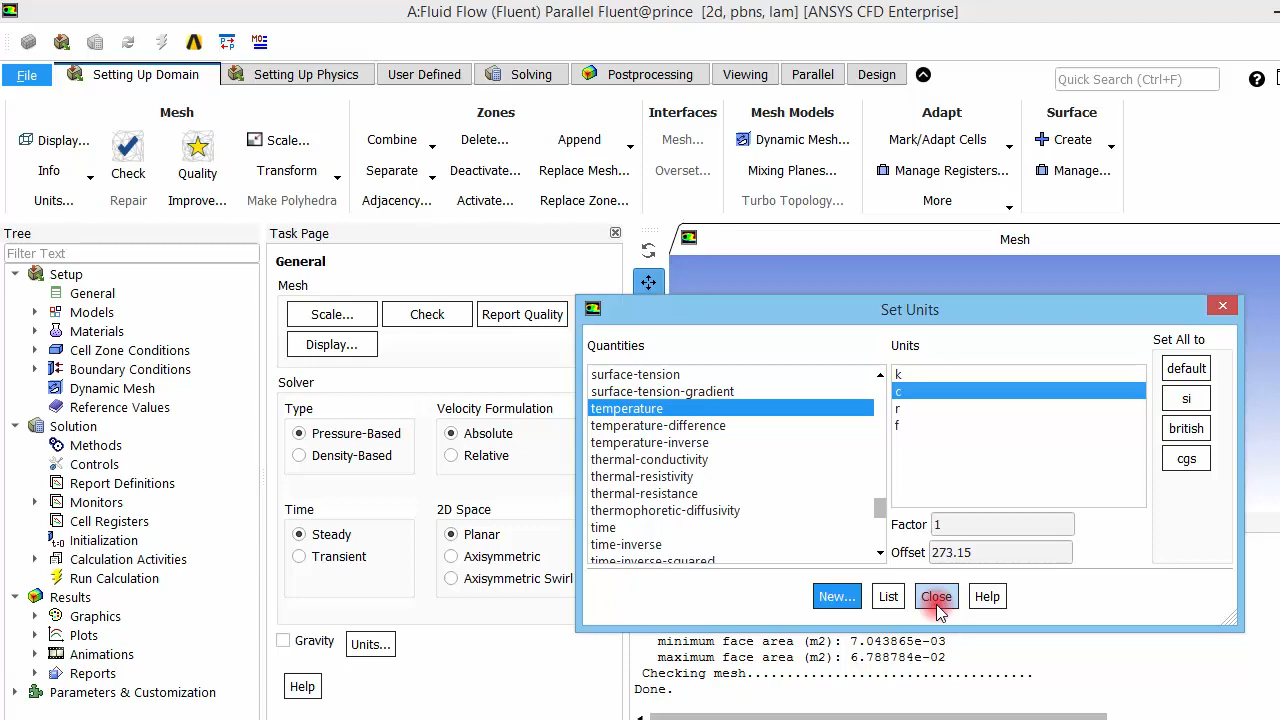 A:Fluid Flow (Fluent) Parallel Fluent@prince [2d, pbns, lam] [ANSYS CFD Enterprise]
File
Setting Up Domain
Setting Up Physics
User Defined
Solving
Postprocessing
Viewing
Parallel
Design
Quick Search (Ctrl+F)
Mesh
Zones
Interfaces
Mesh Models
Adapt
Surface
Display...
Info
Units...
Check
Repair
Quality
Improve...
Scale...
Transform
Make Polyhedra
Combine
Separate
Adjacency...
Delete...
Deactivate...
Activate...
Append
Replace Mesh...
Replace Zone...
Mesh...
Overset...
Dynamic Mesh...
Mixing Planes...
Turbo Topology...
Mark/Adapt Cells
Manage Registers...
More
Create
Manage...
Tree
Filter Text
Setup
General
Models
Materials
Cell Zone Conditions
Boundary Conditions
Dynamic Mesh
Reference Values
Solution
Methods
Controls
Report Definitions
Monitors
Cell Registers
Initialization
Calculation Activities
Run Calculation
Results
Graphics
Plots
Animations
Reports
Parameters & Customization
Task Page
General
Mesh
Scale...
Check
Report Quality
Display...
Solver
Type
Pressure-Based
Density-Based
Velocity Formulation
Absolute
Relative
Time
Steady
Transient
2D Space
Planar
Axisymmetric
Axisymmetric Swirl
Gravity
Units...
Help
Mesh
Set Units
Quantities
surface-tension
surface-tension-gradient
temperature
temperature-difference
temperature-inverse
thermal-conductivity
thermal-resistivity
thermal-resistance
thermophoretic-diffusivity
time
time-inverse
time-inverse-squared
Units
k
c
r
f
Factor 1
Offset 273.15
Set All to
default
si
british
cgs
New...
List
Close
Help
minimum face area (m2): 7.043865e-03
maximum face area (m2): 6.788784e-02
Checking mesh....................................
Done.